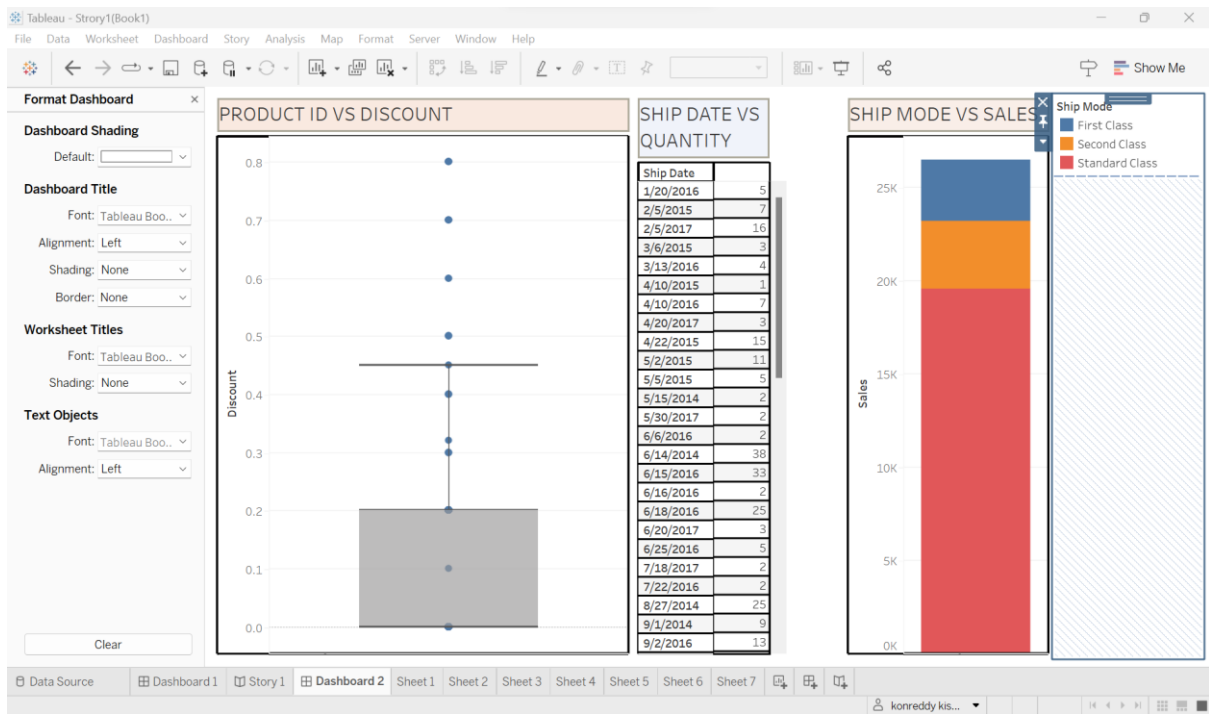 Tableau - Strory1(Book1)
File Data Worksheet Dashboard Story Analysis Map Format Server Window Help
Show Me
Format Dashboard
Dashboard Shading
Default:
Dashboard Title
Font: Tableau Boo..
Alignment: Left
Shading: None
Border: None
Worksheet Titles
Font: Tableau Boo..
Shading: None
Text Objects
Font: Tableau Boo..
Alignment: Left
Clear
PRODUCT ID VS DISCOUNT
0.8
0.7
0.6
0.5
0.4
0.3
0.2
0.1
0.0
Discount
SHIP DATE VS
QUANTITY
Ship Date
1/20/2016 5
2/5/2015 7
2/5/2017 16
3/6/2015 3
3/13/2016 4
4/10/2015 1
4/10/2016 7
4/20/2017 3
4/22/2015 15
5/2/2015 11
5/5/2015 5
5/15/2014 2
5/30/2017 2
6/6/2016 2
6/14/2014 38
6/15/2016 33
6/16/2016 2
6/18/2016 25
6/20/2017 3
6/25/2016 5
7/18/2017 2
7/22/2016 2
8/27/2014 25
9/1/2014 9
9/2/2016 13
SHIP MODE VS SALES
25K
20K
15K
10K
5K
0K
Sales
Ship Mode
First Class
Second Class
Standard Class
Data Source Dashboard 1 Story 1 Dashboard 2 Sheet 1 Sheet 2 Sheet 3 Sheet 4 Sheet 5 Sheet 6 Sheet 7
konreddy kis...